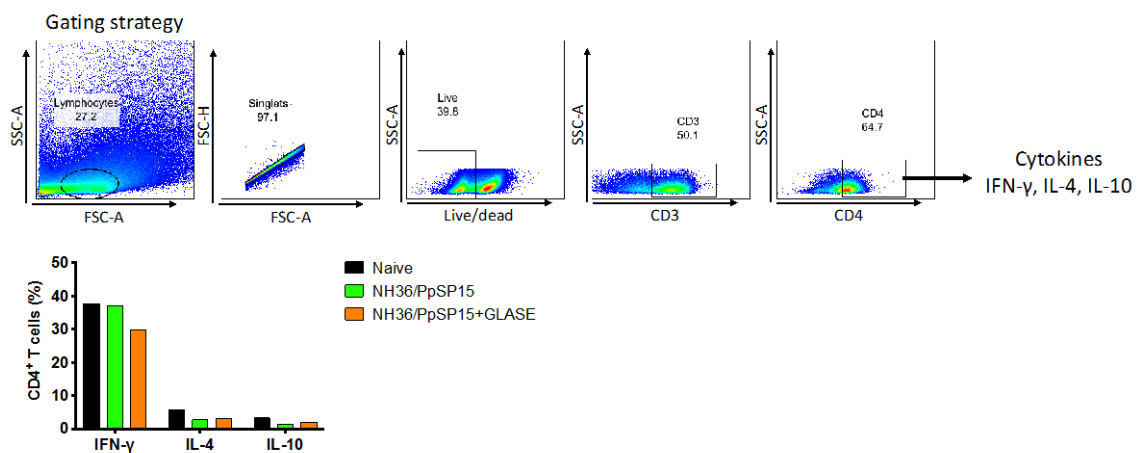 Gating strategy
SSC-A
Lymphocytes
27.2
FSC-A
FSC-H
Singlets
97.1
FSC-A
SSC-A
Live
39.8
Live/dead
SSC-A
CD3
50.1
CD3
SSC-A
CD4
64.7
CD4
Cytokines
IFN-γ, IL-4, IL-10
CD4+ T cells (%)
50
40
30
20
10
0
IFN-γ
IL-4
IL-10
Naive
NH36/PpSP15
NH36/PpSP15+GLASE